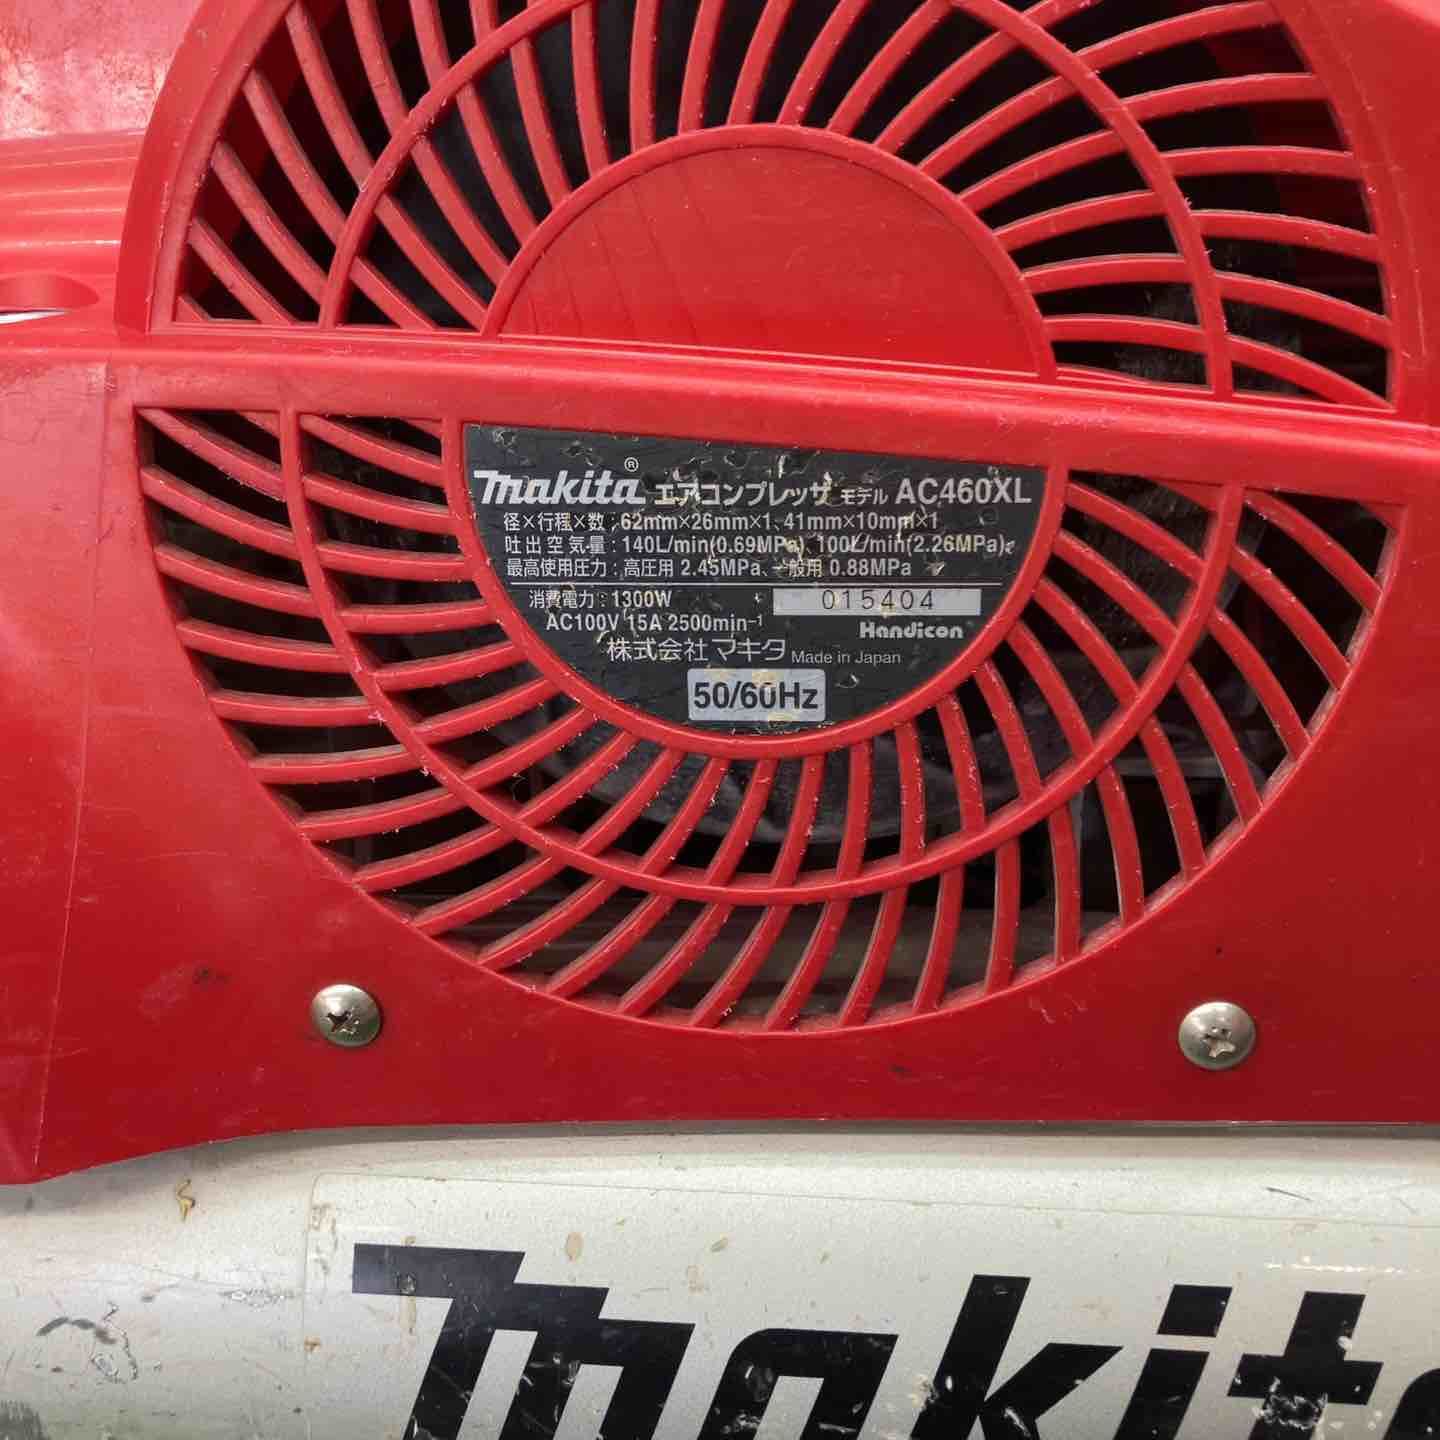 makita® エアコンプレッサ モデル AC460XL
径×行程×数 : 62mm×26mm×1、41mm×10mm×1
吐出空気量 : 140L/min(0.69MPa)、100L/min(2.26MPa)
最高使用圧力 : 高圧用 2.45MPa、一般用 0.88MPa
消費電力 : 1300W
015404
AC100V 15A 2500min⁻¹
Handicon
株式会社 マキタ Made in Japan
50/60Hz
makita